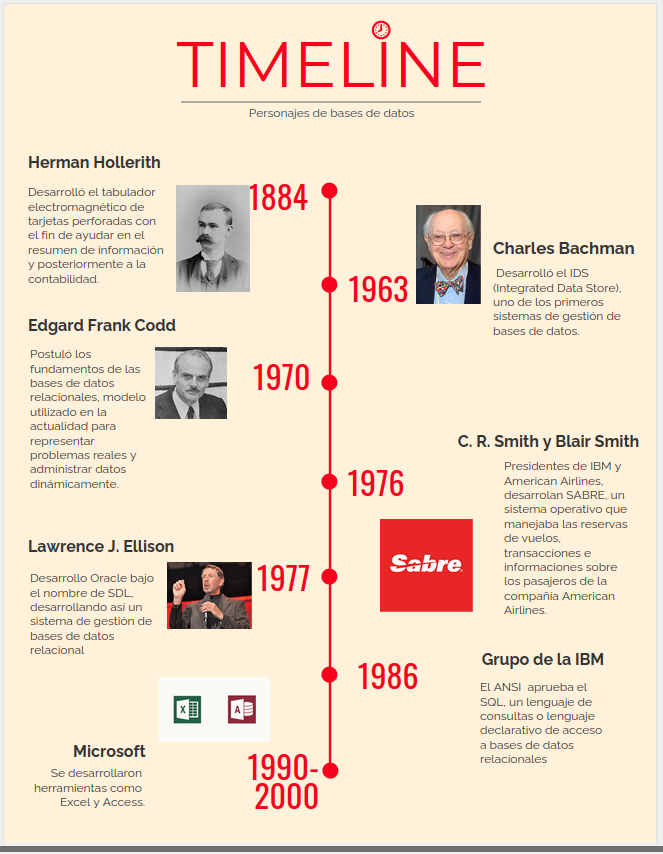 TIMELINE
Personajes de bases de datos
Herman Hollerith
Desarrolló el tabulador
electromagnético de
tarjetas perforadas con
el fin de ayudar en el
resumen de información
y posteriormente a la
contabilidad.
1884
Charles Bachman
Desarrolló el IDS
(Integrated Data Store),
uno de los primeros
sistemas de gestión de
bases de datos.
1963
Edgard Frank Codd
Postuló los
fundamentos de las
bases de datos
relacionales, modelo
utilizado en la
actualidad para
representar
problemas reales y
administrar datos
dinámicamente.
1970
C. R. Smith y Blair Smith
Presidentes de IBM y
American Airlines,
desarrolan SABRE, un
sistema operativo que
manejaba las reservas
de vuelos,
transacciones e
informaciones sobre
los pasajeros de la
compañia American
Airlines.
1976
Sabre
Lawrence J. Ellison
Desarrollo Oracle bajo
el nombre de SDL,
desarrollando así un
sistema de gestión de
bases de datos
relacional
1977
Grupo de la IBM
El ANSI aprueba el
SQL, un lenguaje de
consultas o lenguaje
declarativo de acceso
a bases de datos
relacionales
1986
X
A
Microsoft
Se desarrollaron
herramientas como
Excel y Access.
1990-
2000